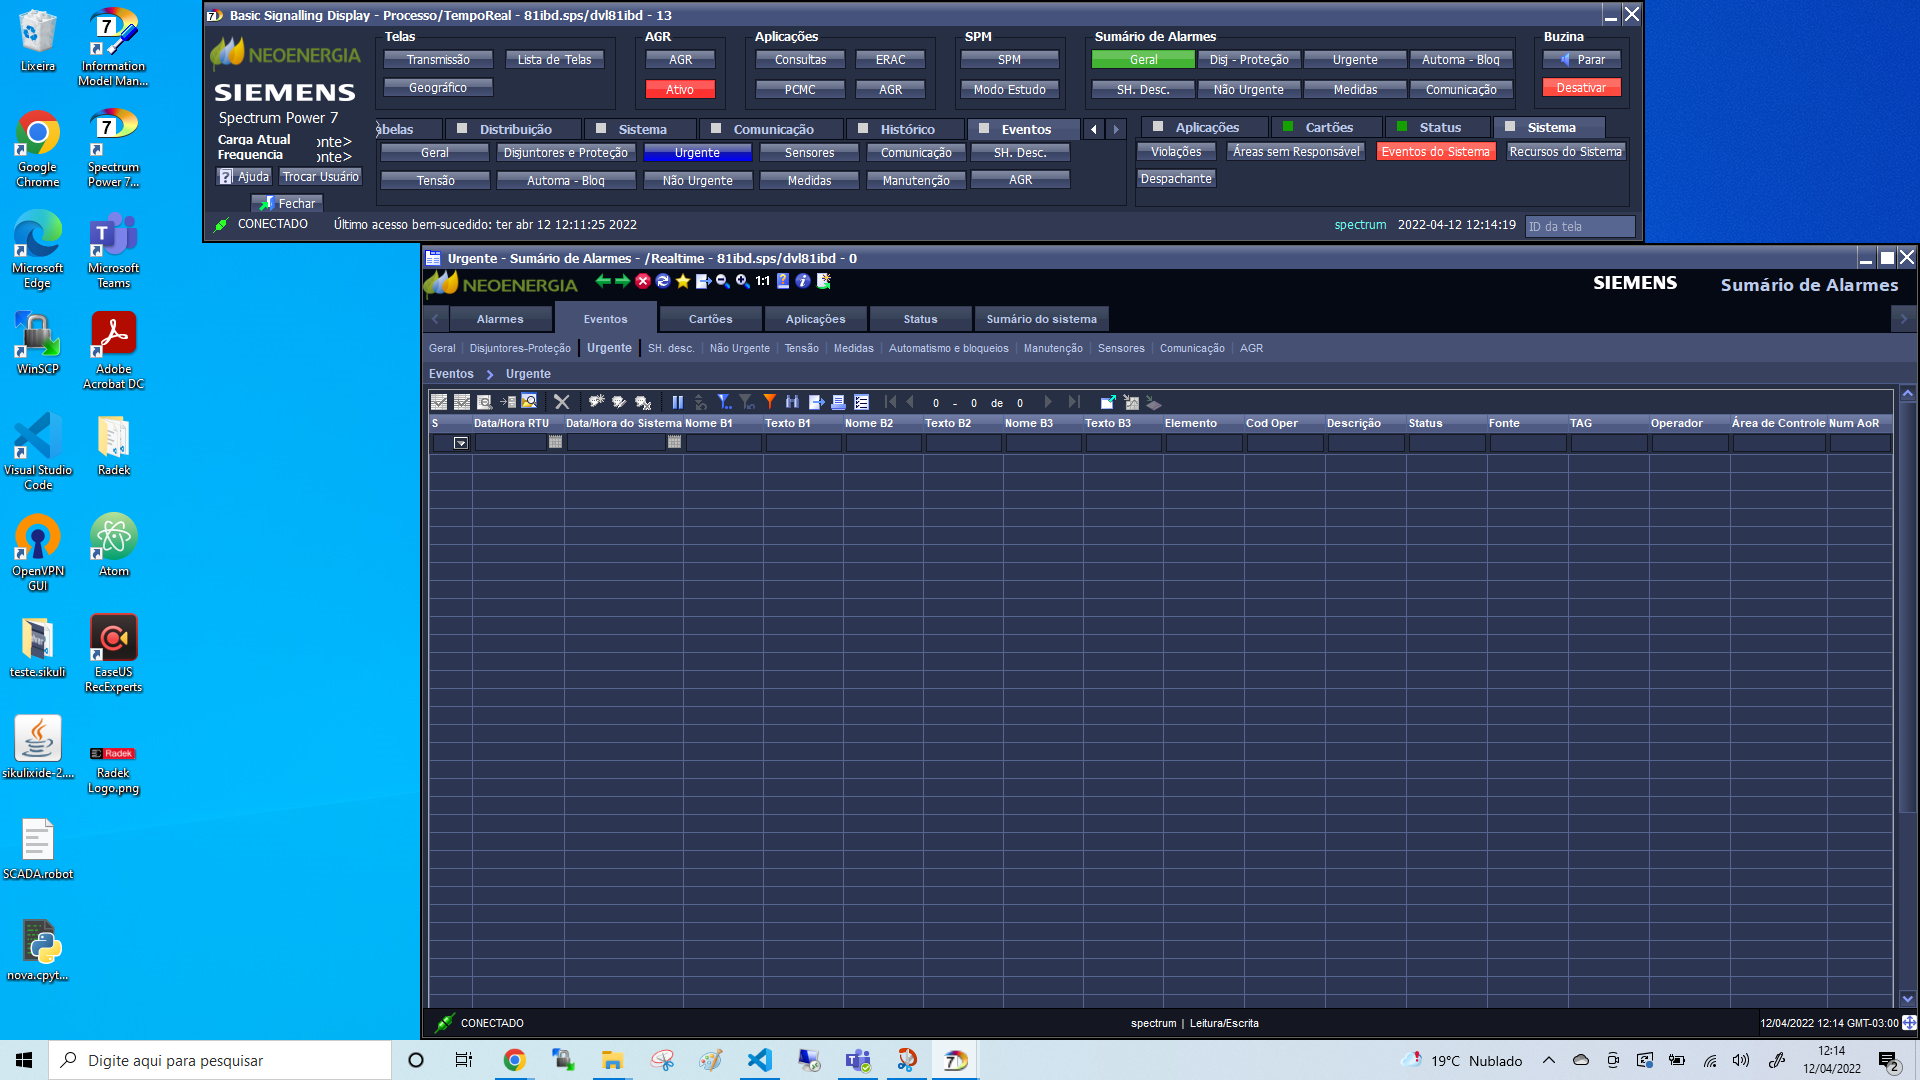 Lixeira
Information
Model Man...
Google
Chrome
Spectrum
Power 7...
Microsoft
Edge
Microsoft
Teams
WinSCP
Adobe
Acrobat DC
Visual Studio
Code
Radek
OpenVPN
GUI
Atom
teste.sikuli
EaseUS
RecExperts
sikulixide-2....
Radek
Radek
Logo.png
SCADA.robot
nova.cpyt...
Basic Signalling Display - Processo/TempoReal - 81ibd.sps/dvl81ibd - 13
NEOENERGIA
SIEMENS
Spectrum Power 7
Carga Atual onte>
Frequencia onte>
Ajuda Trocar Usuário
Fechar
Telas
Transmissão Lista de Telas
Geográfico
AGR
AGR
Ativo
Aplicações
Consultas ERAC
PCMC AGR
SPM
SPM
Modo Estudo
Sumário de Alarmes
Geral Disj - Proteção Urgente Automa - Bloq
SH. Desc. Não Urgente Medidas Comunicação
Buzina
Parar
Desativar
abelas Distribuição Sistema Comunicação Histórico Eventos
Geral Disjuntores e Proteção Urgente Sensores Comunicação SH. Desc.
Tensão Automa - Bloq Não Urgente Medidas Manutenção AGR
Aplicações Cartões Status Sistema
Violações Áreas sem Responsável Eventos do Sistema Recursos do Sistema
Despachante
CONECTADO Último acesso bem-sucedido: ter abr 12 12:11:25 2022 spectrum 2022-04-12 12:14:19 ID da tela
Urgente - Sumário de Alarmes - /Realtime - 81ibd.sps/dvl81ibd - 0
NEOENERGIA 1:1 SIEMENS Sumário de Alarmes
Alarmes Eventos Cartões Aplicações Status Sumário do sistema
Geral Disjuntores-Proteção Urgente SH. desc. Não Urgente Tensão Medidas Automatismo e bloqueios Manutenção Sensores Comunicação AGR
Eventos Urgente
0 - 0 de 0
S Data/Hora RTU Data/Hora do Sistema Nome B1 Texto B1 Nome B2 Texto B2 Nome B3 Texto B3 Elemento Cod Oper Descrição Status Fonte TAG Operador Área de Controle Num AoR
CONECTADO spectrum | Leitura/Escrita 12/04/2022 12:14 GMT-03:00
Digite aqui para pesquisar 19°C Nublado 12:14
12/04/2022
2